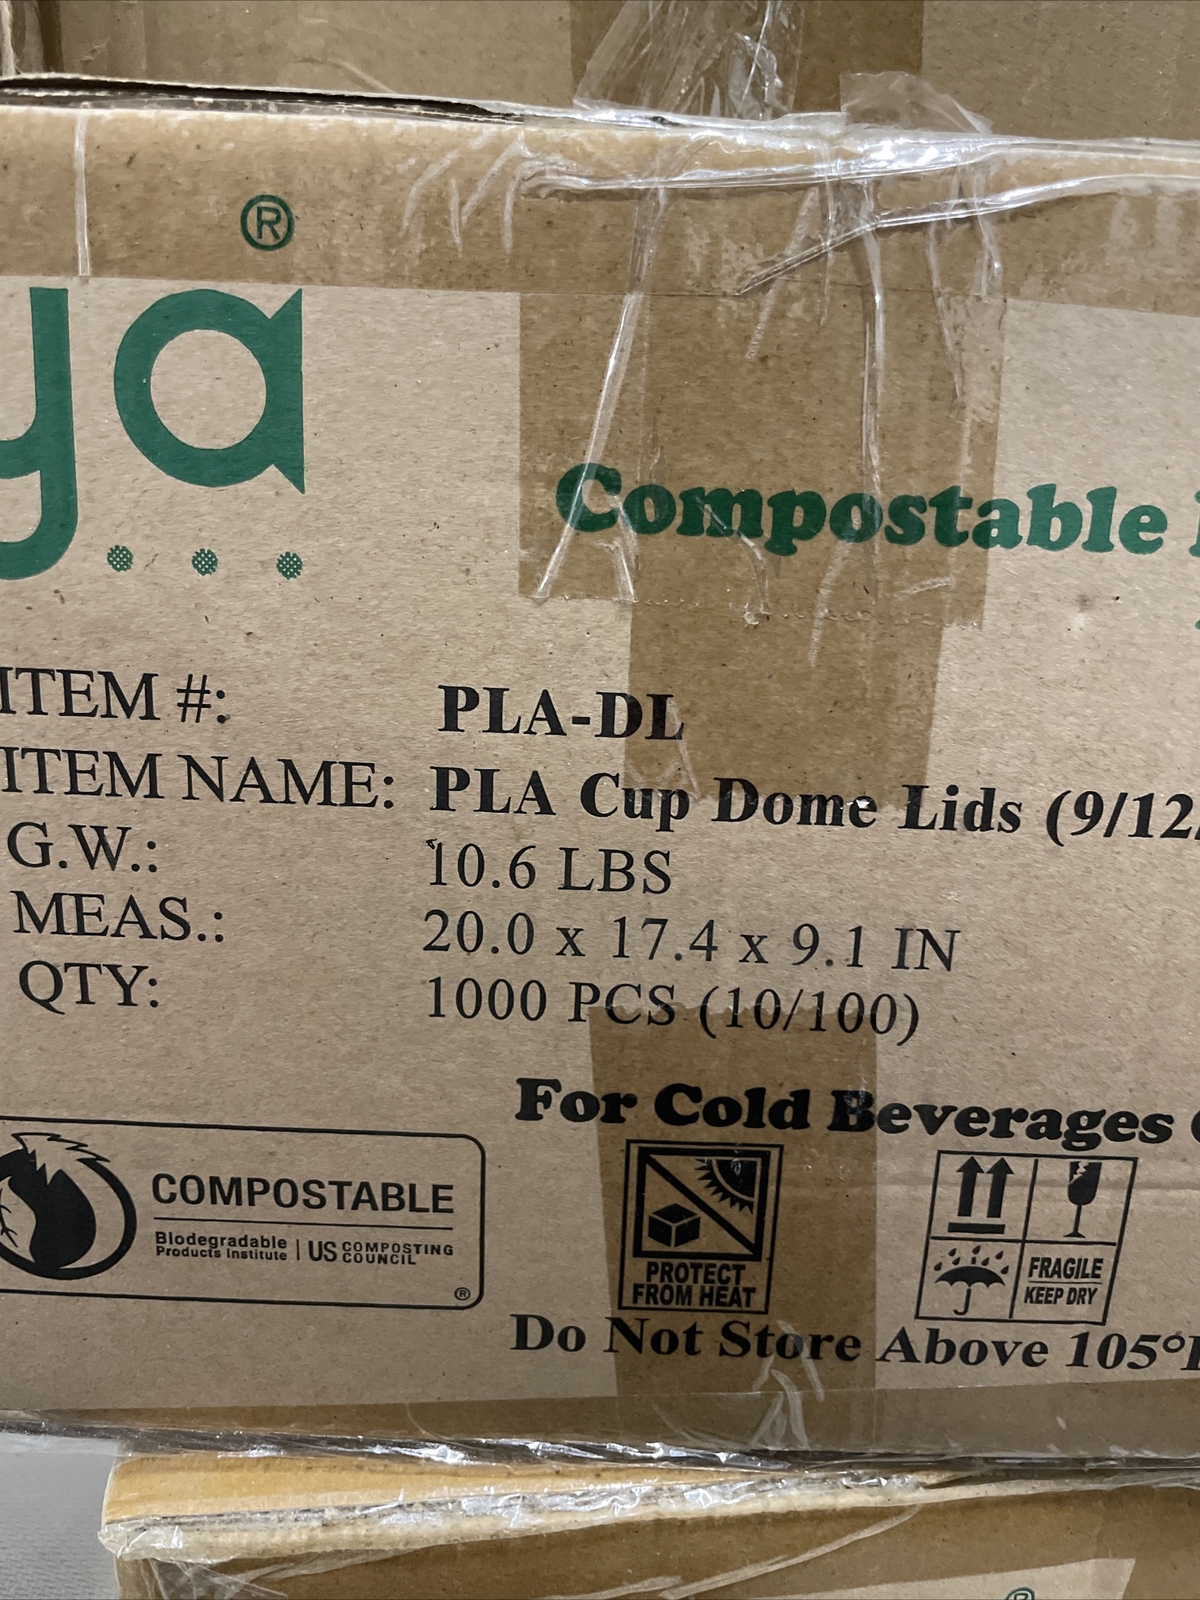 ®
ya
Compostable
ITEM #: PLA-DL
ITEM NAME: PLA Cup Dome Lids (9/12
G.W.: 10.6 LBS
MEAS.: 20.0 x 17.4 x 9.1 IN
QTY: 1000 PCS (10/100)
For Cold Beverages
COMPOSTABLE
Biodegradable
Products Institute
US COMPOSTING
COUNCIL
®
PROTECT
FROM HEAT
FRAGILE
KEEP DRY
Do Not Store Above 105°
®